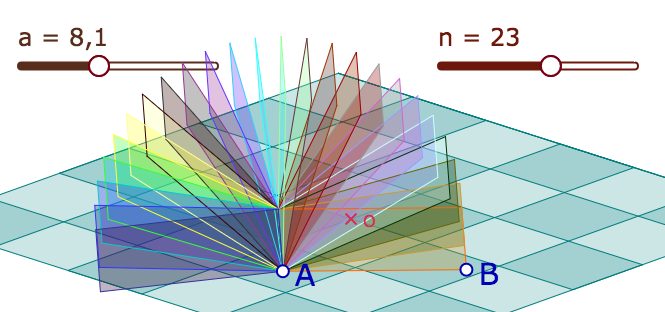 a = 8,1
n = 23
o
A
B